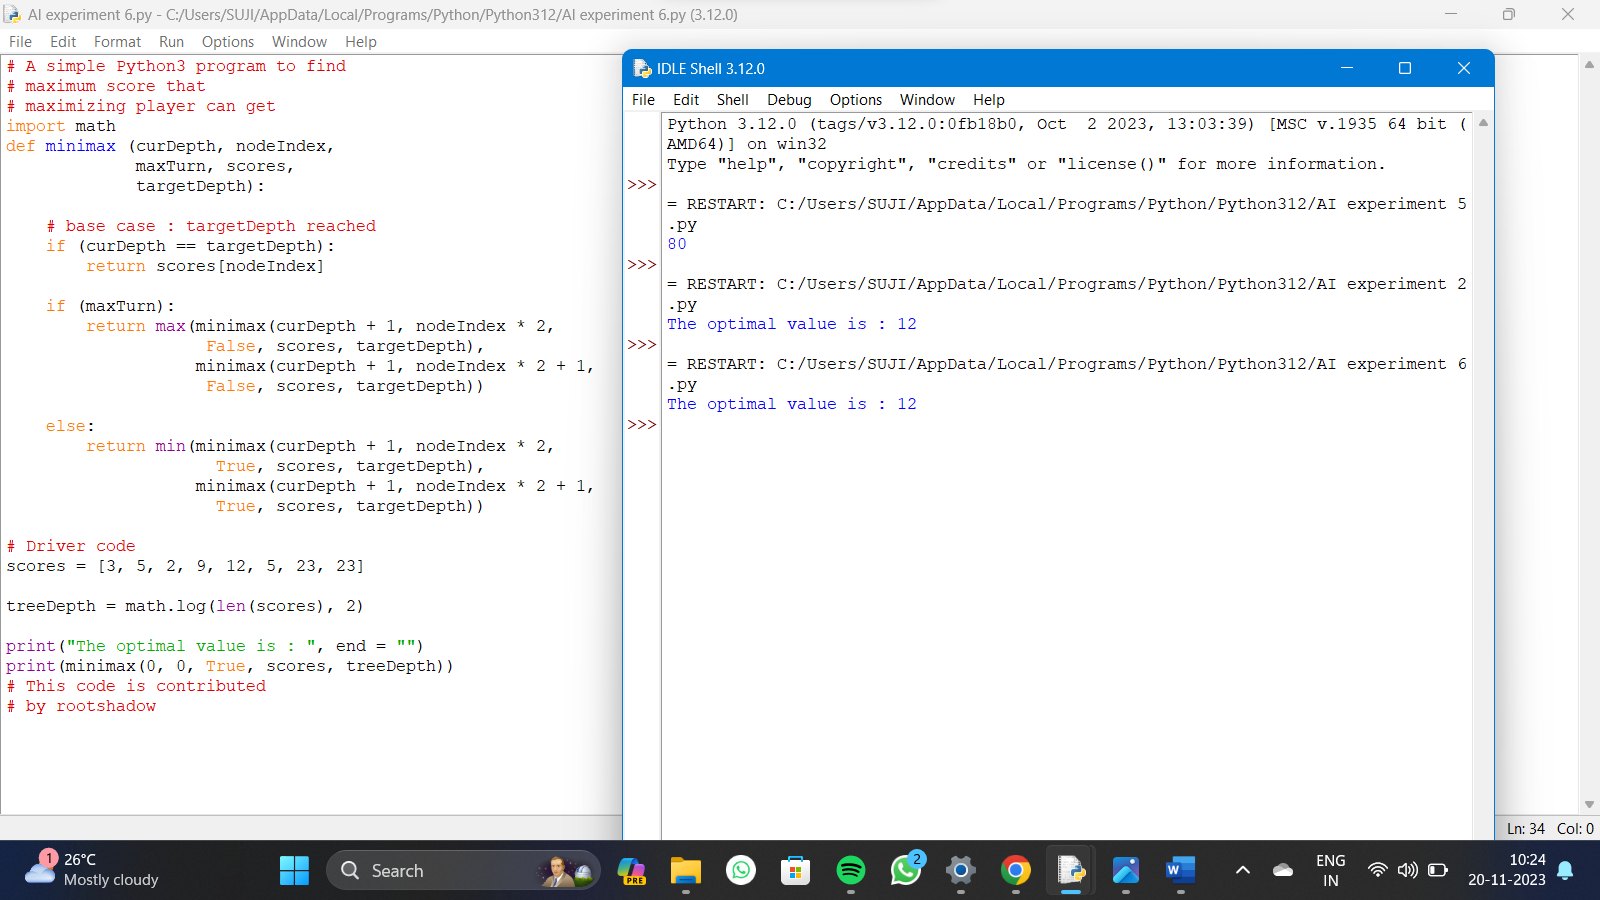 AI experiment 6.py - C:/Users/SUJI/AppData/Local/Programs/Python/Python312/AI experiment 6.py (3.12.0)
File Edit Format Run Options Window Help
# A simple Python3 program to find
# maximum score that
# maximizing player can get
import math
def minimax (curDepth, nodeIndex,
maxTurn, scores,
targetDepth):
# base case : targetDepth reached
if (curDepth == targetDepth):
return scores[nodeIndex]
if (maxTurn):
return max(minimax(curDepth + 1, nodeIndex * 2,
False, scores, targetDepth),
minimax(curDepth + 1, nodeIndex * 2 + 1,
False, scores, targetDepth))
else:
return min(minimax(curDepth + 1, nodeIndex * 2,
True, scores, targetDepth),
minimax(curDepth + 1, nodeIndex * 2 + 1,
True, scores, targetDepth))
# Driver code
scores = [3, 5, 2, 9, 12, 5, 23, 23]
treeDepth = math.log(len(scores), 2)
print("The optimal value is : ", end = "")
print(minimax(0, 0, True, scores, treeDepth))
# This code is contributed
# by rootshadow
IDLE Shell 3.12.0
File Edit Shell Debug Options Window Help
Python 3.12.0 (tags/v3.12.0:0fb18b0, Oct  2 2023, 13:03:39) [MSC v.1935 64 bit (
AMD64)] on win32
Type "help", "copyright", "credits" or "license()" for more information.
>>>
= RESTART: C:/Users/SUJI/AppData/Local/Programs/Python/Python312/AI experiment 5
.py
80
>>>
= RESTART: C:/Users/SUJI/AppData/Local/Programs/Python/Python312/AI experiment 2
.py
The optimal value is : 12
>>>
= RESTART: C:/Users/SUJI/AppData/Local/Programs/Python/Python312/AI experiment 6
.py
The optimal value is : 12
>>>
Ln: 34 Col: 0
1
26°C
Mostly cloudy
Search
PRE
2
W
ENG
IN
10:24
20-11-2023